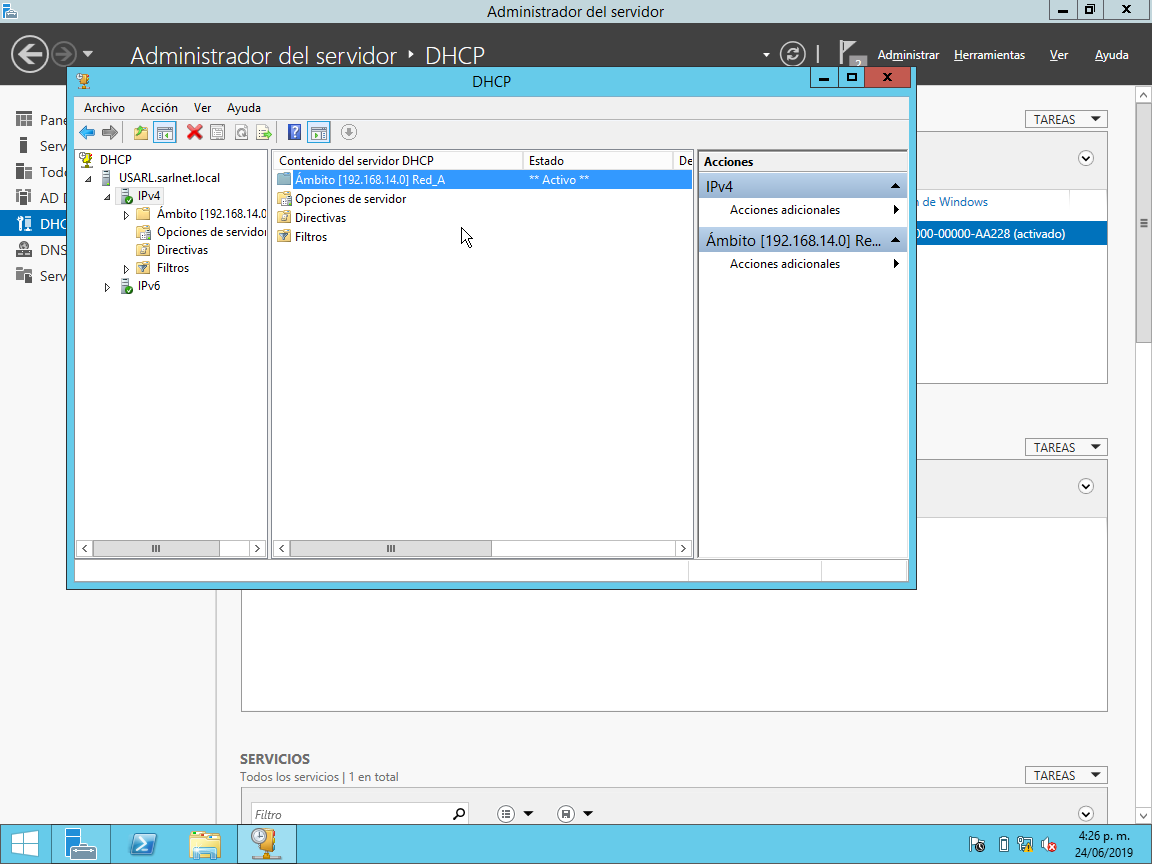 Administrador del servidor
Administrador del servidor
DHCP
2
Administrar
Herramientas
Ver
Ayuda
DHCP
Archivo
Acción
Ver
Ayuda
DHCP
USARL.sarlnet.local
IPv4
Ámbito [192.168.14.0
Opciones de servidor
Directivas
Filtros
IPv6
Contenido del servidor DHCP
Estado
De
Ámbito [192.168.14.0] Red_A
** Activo **
Opciones de servidor
Directivas
Filtros
Acciones
IPv4
Acciones adicionales
Ámbito [192.168.14.0] Re...
Acciones adicionales
Pane
Serv
Todo
AD D
DHC
DNS
Serv
TAREAS
n de Windows
000-00000-AA228 (activado)
TAREAS
SERVICIOS
Todos los servicios | 1 en total
TAREAS
Filtro
4:26 p. m.
24/06/2019